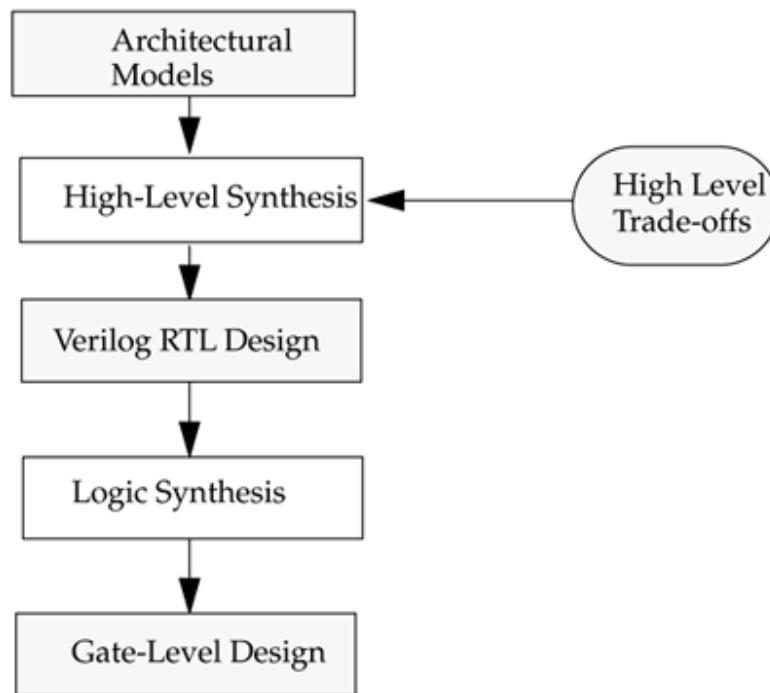 Architectural
Models
High-Level Synthesis
High Level
Trade-offs
Verilog RTL Design
Logic Synthesis
Gate-Level Design